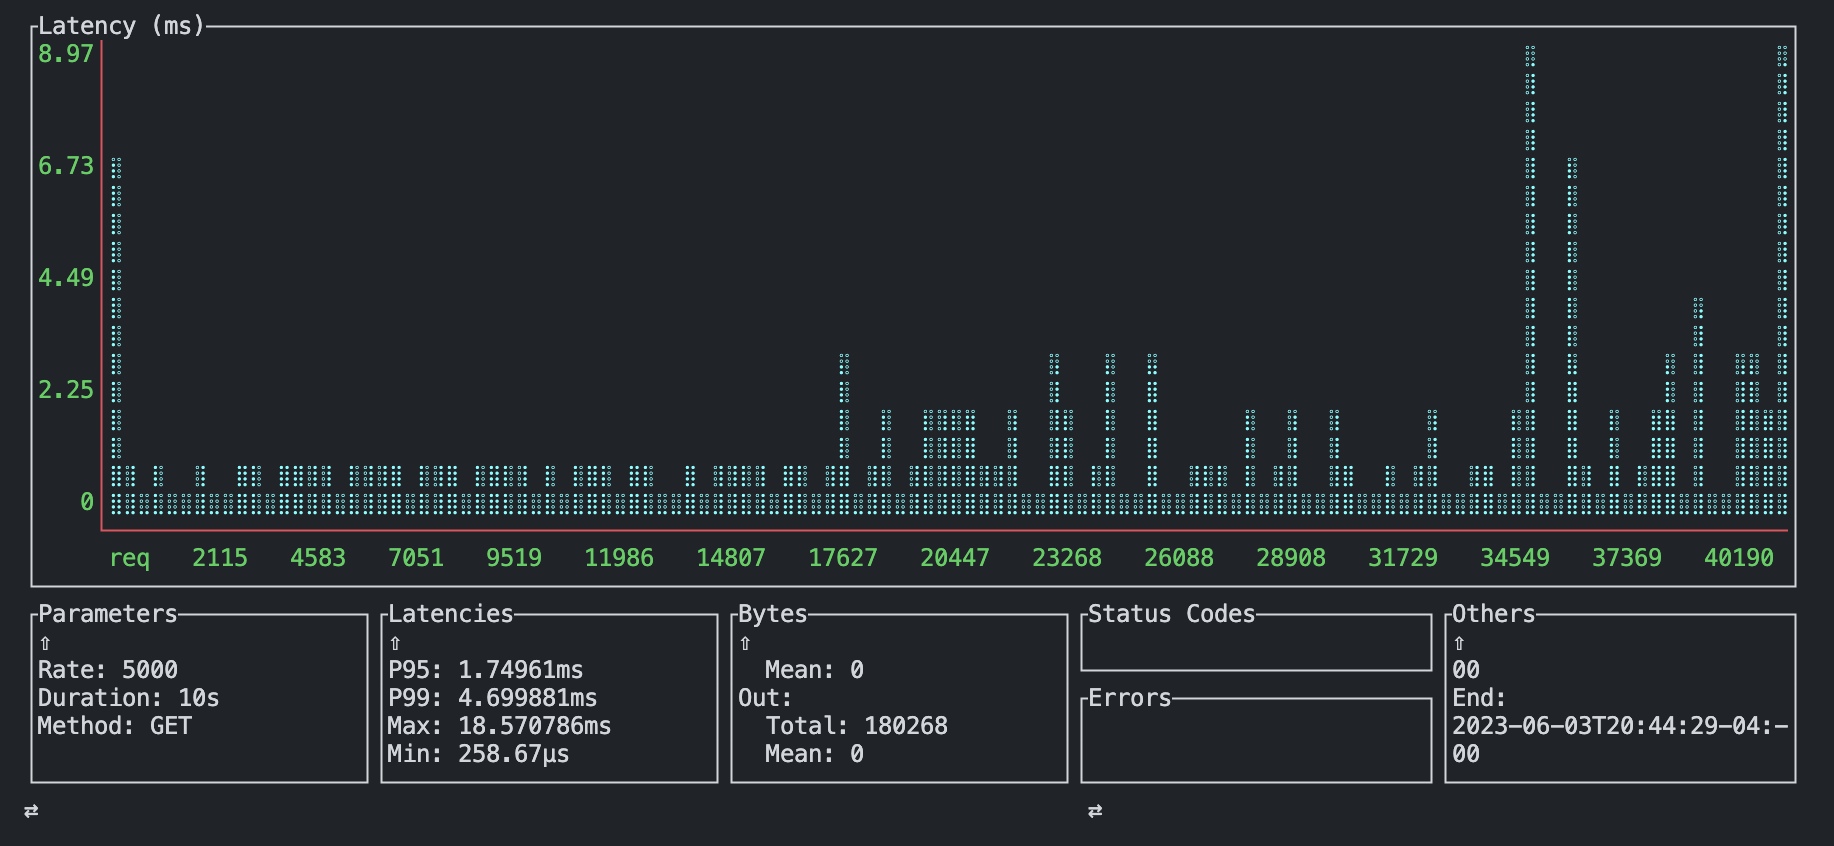 Latency (ms)
8.97
6.73
4.49
2.25
0
req 2115 4583 7051 9519 11986 14807 17627 20447 23268 26088 28908 31729 34549 37369 40190
Parameters
⇧
Rate: 5000
Duration: 10s
Method: GET
Latencies
⇧
P95: 1.74961ms
P99: 4.699881ms
Max: 18.570786ms
Min: 258.67µs
Bytes
⇧
Mean: 0
Out:
Total: 180268
Mean: 0
Status Codes
Errors
Others
⇧
00
End:
2023-06-03T20:44:29-04:-
00
⇄ ⇄